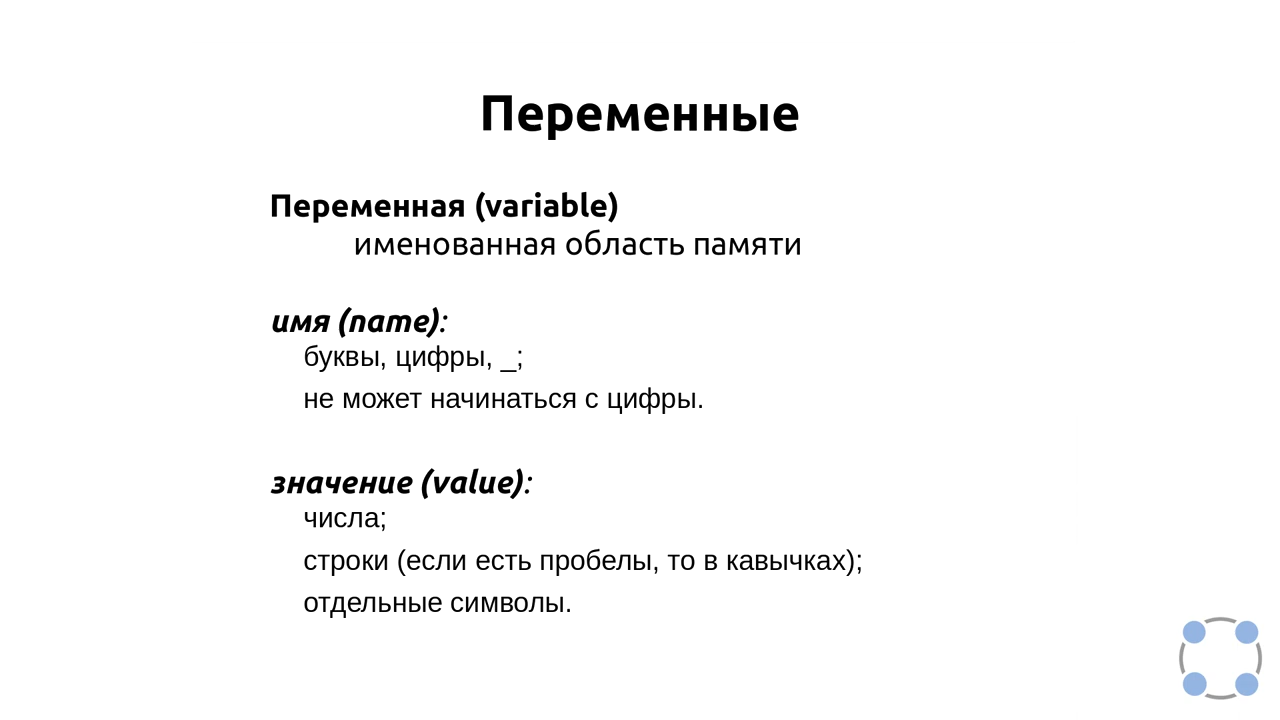 Переменные
Переменная (variable)
именованная область памяти
имя (name):
буквы, цифры, _;
не может начинаться с цифры.
значение (value):
числа;
строки (если есть пробелы, то в кавычках);
отдельные символы.